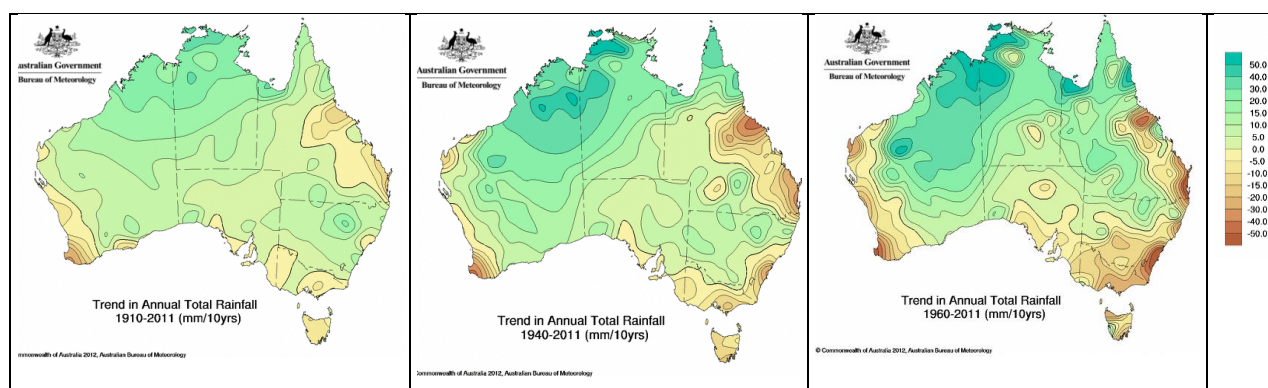 ustralian Government
Bureau of Meteorology
Trend in Annual Total Rainfall
1910-2011 (mm/10yrs)
mmonwealth of Australia 2012, Australian Bureau of Meteorology
Australian Government
Bureau of Meteorology
Trend in Annual Total Rainfall
1940-2011 (mm/10yrs)
ommonwealth of Australia 2012, Australian Bureau of Meteorology
Australian Government
Bureau of Meteorology
Trend in Annual Total Rainfall
1960-2011 (mm/10yrs)
© Commonwealth of Australia 2012, Australian Bureau of Meteorology
50.0
40.0
30.0
20.0
15.0
10.0
5.0
0.0
-5.0
-10.0
-15.0
-20.0
-30.0
-40.0
-50.0